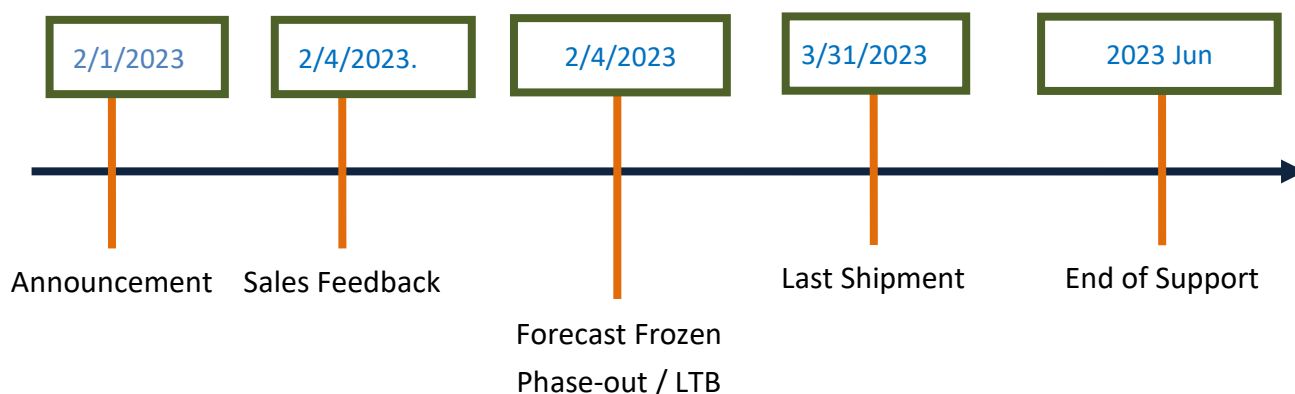 2/1/2023
2/4/2023.
2/4/2023
3/31/2023
2023 Jun
Announcement
Sales Feedback
Last Shipment
End of Support
Forecast Frozen
Phase-out / LTB